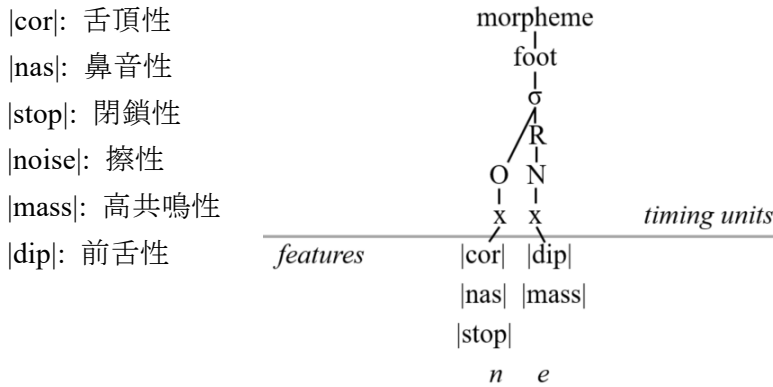 |cor|: 舌頂性
|nas|: 鼻音性
|stop|: 閉鎖性
|noise|: 擦性
|mass|: 高共鳴性
|dip|: 前舌性
morpheme
foot
σ
R
O N
x x
timing units
features
|cor| |dip|
|nas| |mass|
|stop|
n e